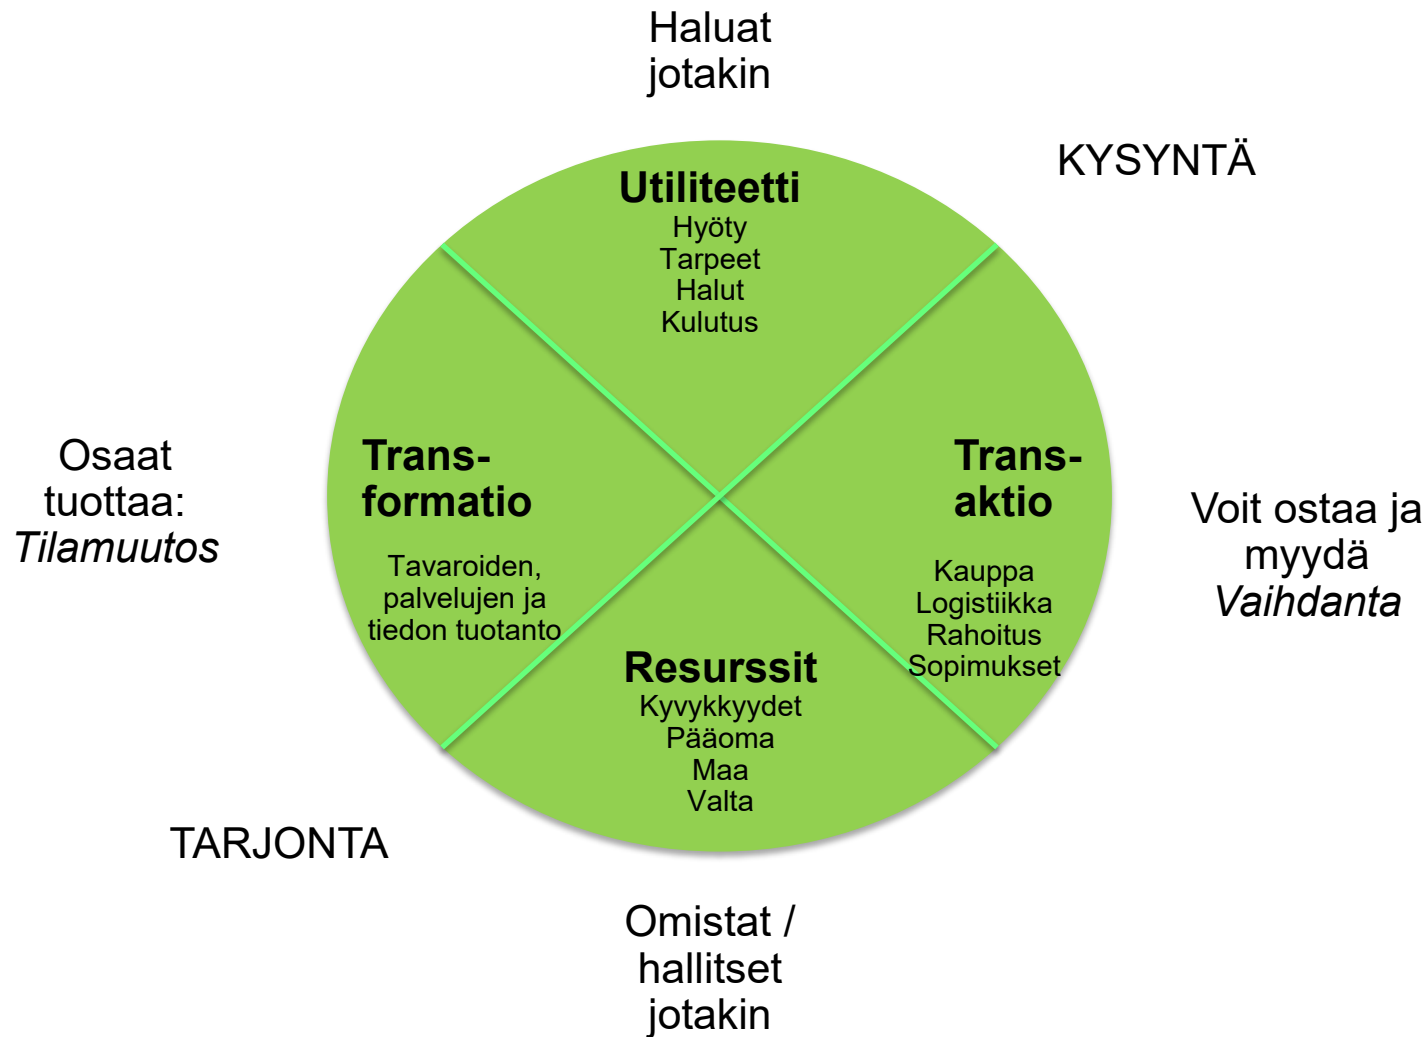 Haluat
jotakin
KYSYNTÄ
Utiliteetti
Hyöty
Tarpeet
Halut
Kulutus
Osaat
tuottaa:
Tilamuutos
Trans-
formatio
Tavaroiden,
palvelujen ja
tiedon tuotanto
Trans-
aktio
Kauppa
Logistiikka
Rahoitus
Sopimukset
Voit ostaa ja
myydä
Vaihdanta
Resurssit
Kyvykkyydet
Pääoma
Maa
Valta
TARJONTA
Omistat /
hallitset
jotakin